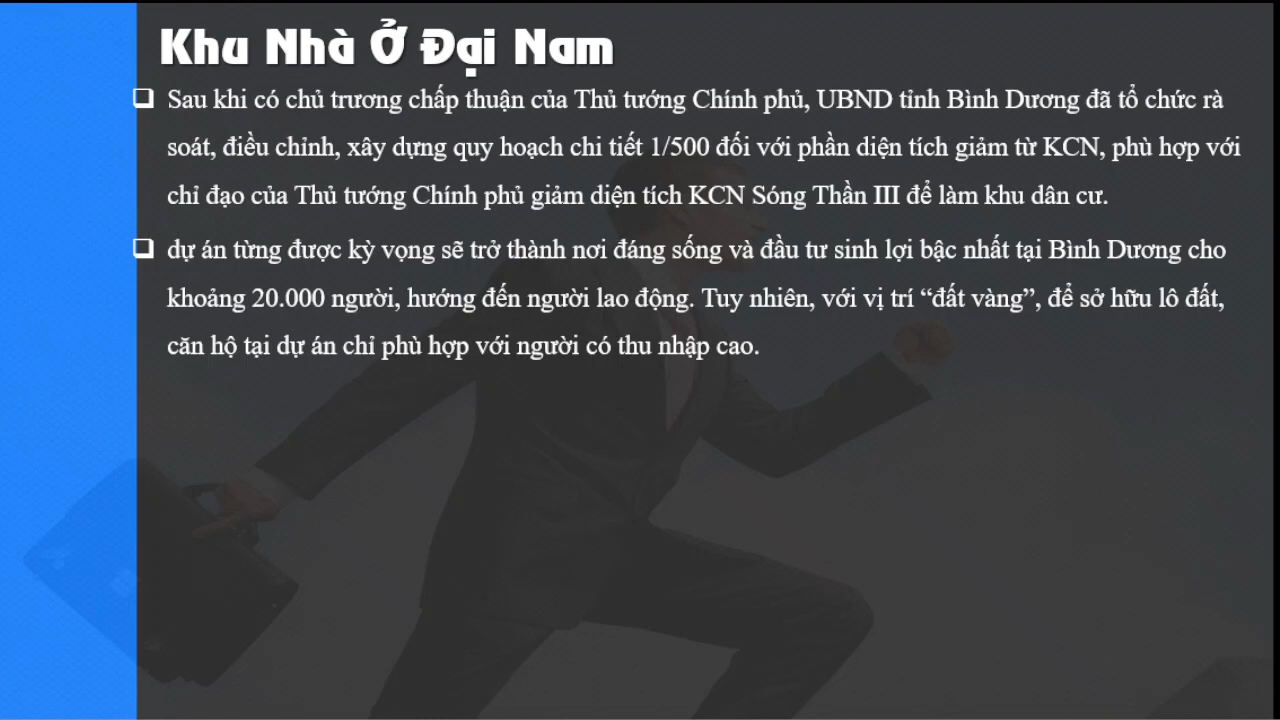 Khu Nhà Ở Đại Nam
Sau khi có chủ trương chấp thuận của Thủ tướng Chính phủ, UBND tỉnh Bình Dương đã tổ chức rà
soát, điều chỉnh, xây dựng quy hoạch chi tiết 1/500 đối với phần diện tích giảm từ KCN, phù hợp với
chỉ đạo của Thủ tướng Chính phủ giảm diện tích KCN Sóng Thần III để làm khu dân cư.
dự án từng được kỳ vọng sẽ trở thành nơi đáng sống và đầu tư sinh lợi bậc nhất tại Bình Dương cho
khoảng 20.000 người, hướng đến người lao động. Tuy nhiên, với vị trí “đất vàng”, để sở hữu lô đất,
căn hộ tại dự án chỉ phù hợp với người có thu nhập cao.